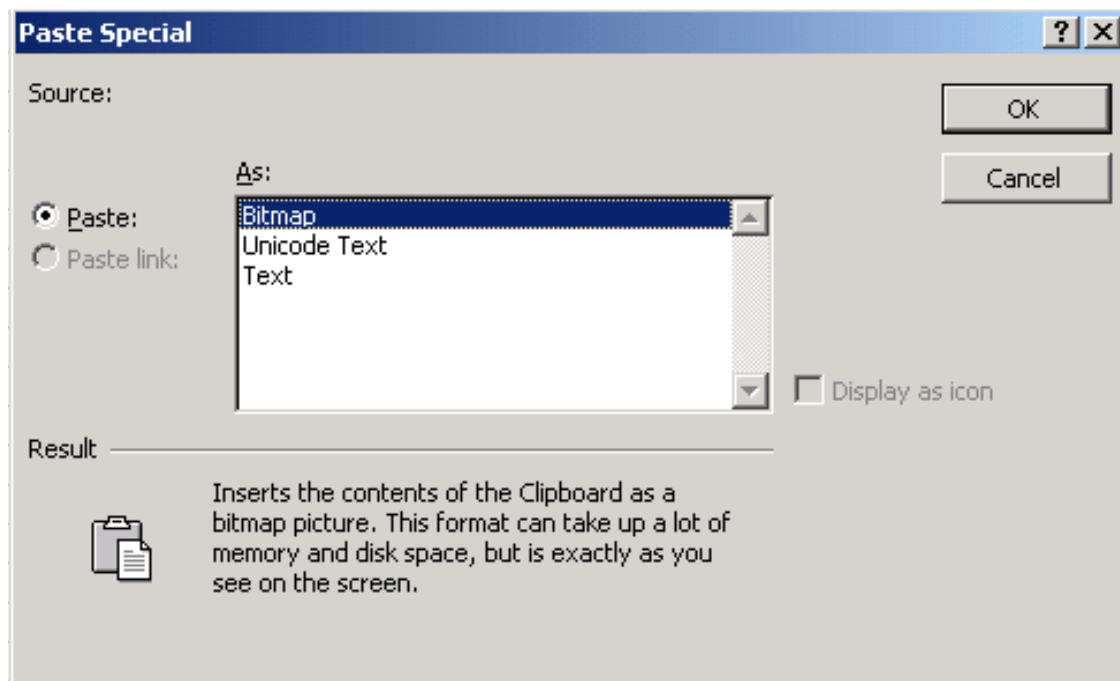 Paste Special
Source:
OK
Cancel
As:
Paste:
Paste link:
Bitmap
Unicode Text
Text
Display as icon
Result
Inserts the contents of the Clipboard as a
bitmap picture. This format can take up a lot of
memory and disk space, but is exactly as you
see on the screen.